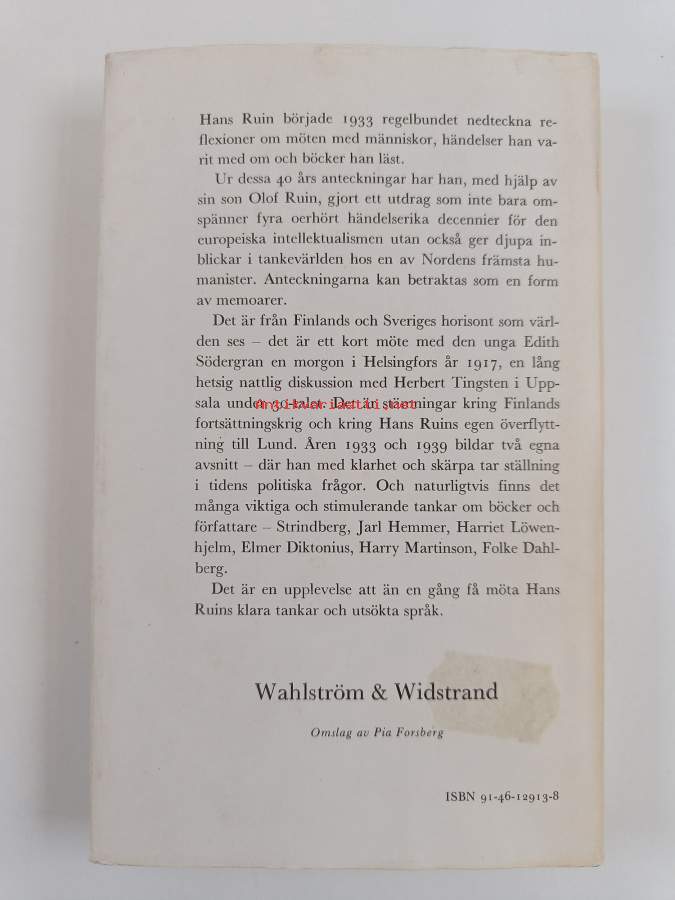 Hans Ruin började 1933 regelbundet nedteckna re-
flexioner om möten med människor, händelser han va-
rit med om och böcker han läst.
Ur dessa 40 års anteckningar har han, med hjälp av
sin son Olof Ruin, gjort ett utdrag som inte bara om-
spänner fyra oerhört händelserika decennier för den
europeiska intellektualismen utan också ger djupa in-
blickar i tankevärlden hos en av Nordens främsta hu-
manister. Anteckningarna kan betraktas som en form
av memoarer.
Det är från Finlands och Sveriges horisont som värl-
den ses – det är ett kort möte med den unga Edith
Södergran en morgon i Helsingfors år 1917, en lång
hetsig nattlig diskussion med Herbert Tingsten i Upp-
sala under 30-talet. Det är stämningar kring Finlands
Antikvariaatti.net
fortsättningskrig och kring Hans Ruins egen överflytt-
ning till Lund. Åren 1933 och 1939 bildar två egna
avsnitt – där han med klarhet och skärpa tar ställning
i tidens politiska frågor. Och naturligtvis finns det
många viktiga och stimulerande tankar om böcker och
författare – Strindberg, Jarl Hemmer, Harriet Löwen-
hjelm, Elmer Diktonius, Harry Martinson, Folke Dahl-
berg.
Det är en upplevelse att än en gång få möta Hans
Ruins klara tankar och utsökta språk.
Wahlström & Widstrand
Omslag av Pia Forsberg
ISBN 91-46-12913-8